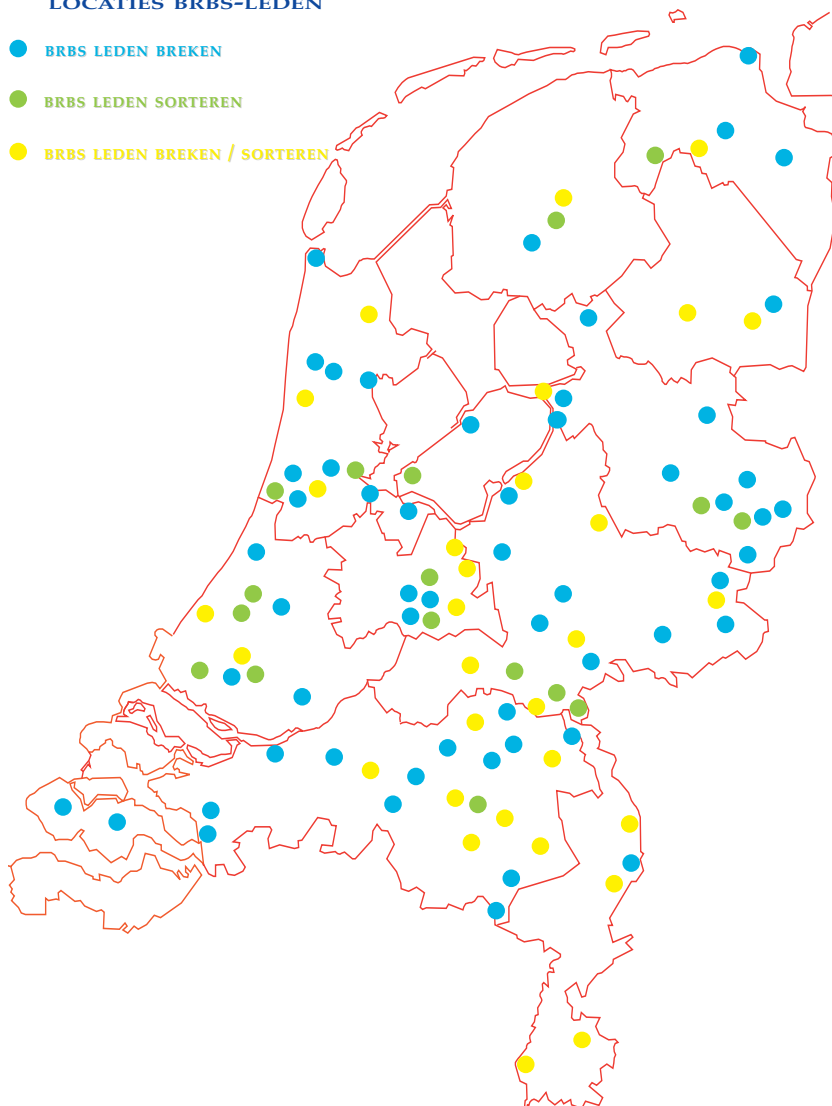 LOCATIES BRBS-LEDEN
BRBS LEDEN BREKEN
BRBS LEDEN SORTEREN
BRBS LEDEN BREKEN / SORTEREN